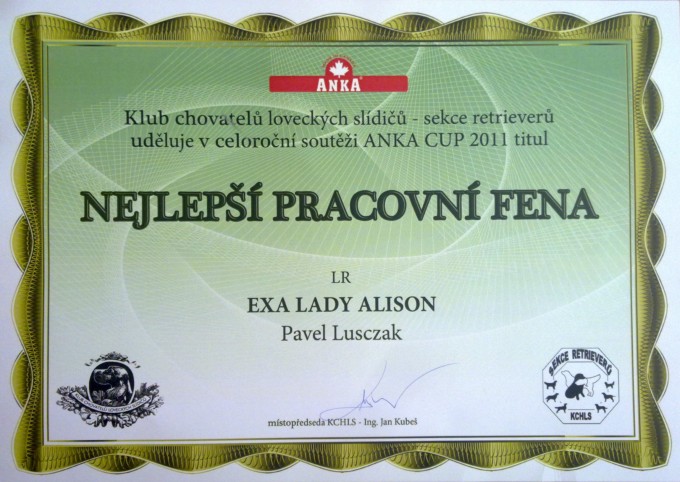 ANKA
Klub chovatelů loveckých slídičů - sekce retrieverů
uděluje v celoroční soutěži ANKA CUP 2011 titul
NEJLEPŠÍ PRACOVNÍ FENA
LR
EXA LADY ALISON
Pavel Lusczak
SEKCE RETRIEVERŮ
KCHLS
místopředseda KCHLS - Ing. Jan Kubeš